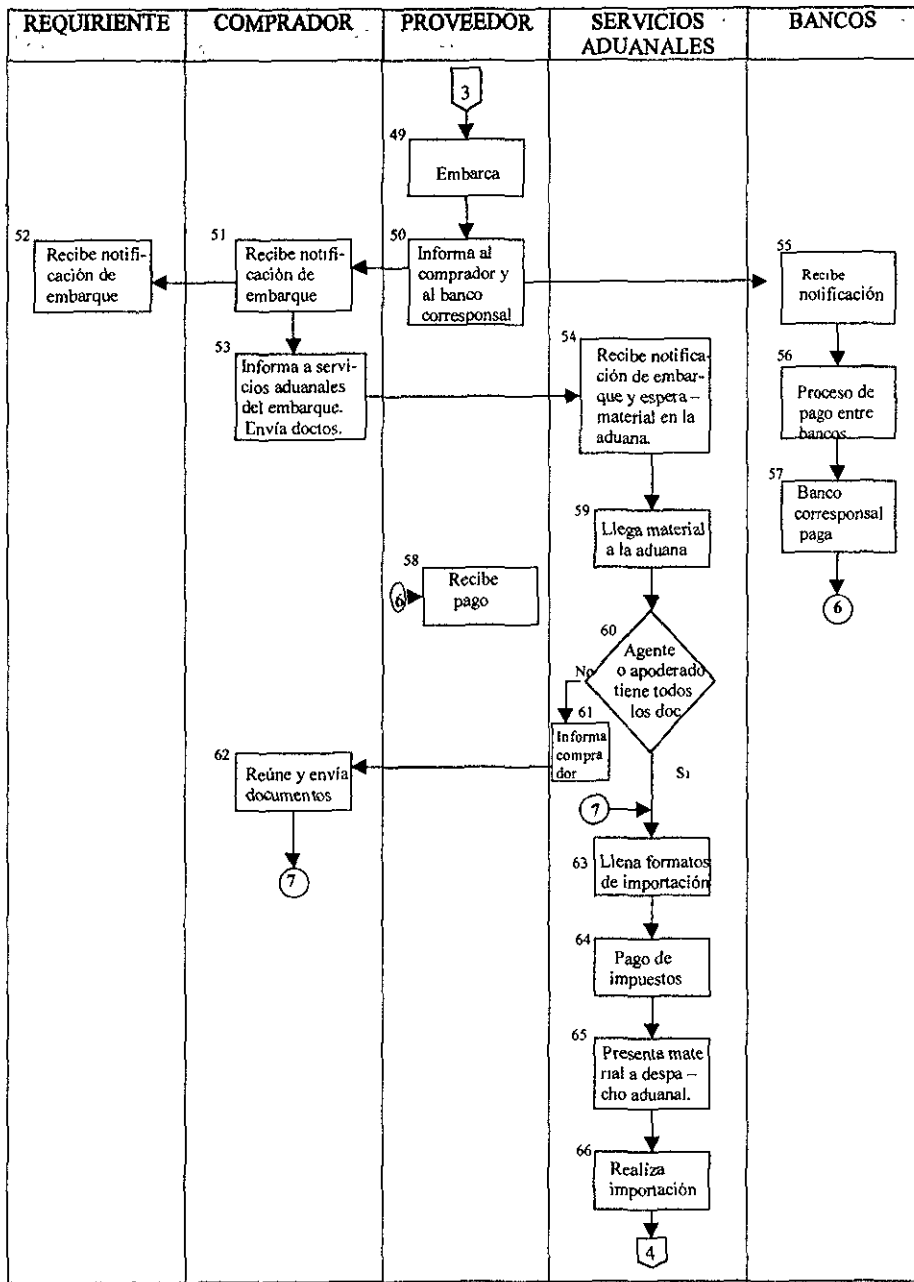 REQUIRIENTE
COMPRADOR
PROVEEDOR
SERVICIOS
ADUANALES
BANCOS
3
49
Embarca
52
Recibe notifi-
cación de
embarque
51
Recibe notifi-
cación de
embarque
50
Informa al
comprador y
al banco
corresponsal
55
Recibe
notificación
53
Informa a servi-
cios aduanales
del embarque.
Envía doctos.
54
Recibe notifica-
ción de embar-
que y espera –
material en la
aduana.
56
Proceso de
pago entre
bancos
57
Banco
corresponsal
paga
59
Llega material
a la aduana
58
6
Recibe
pago
6
60
Agente
o apoderado
tiene todos
los doc
No
61
Informa
compra
dor
62
Reúne y envía
documentos
Si
7
7
63
Llena formatos
de importación
64
Pago de
impuestos
65
Presenta mate
rial a despa –
cho aduanal.
66
Realiza
importación
4